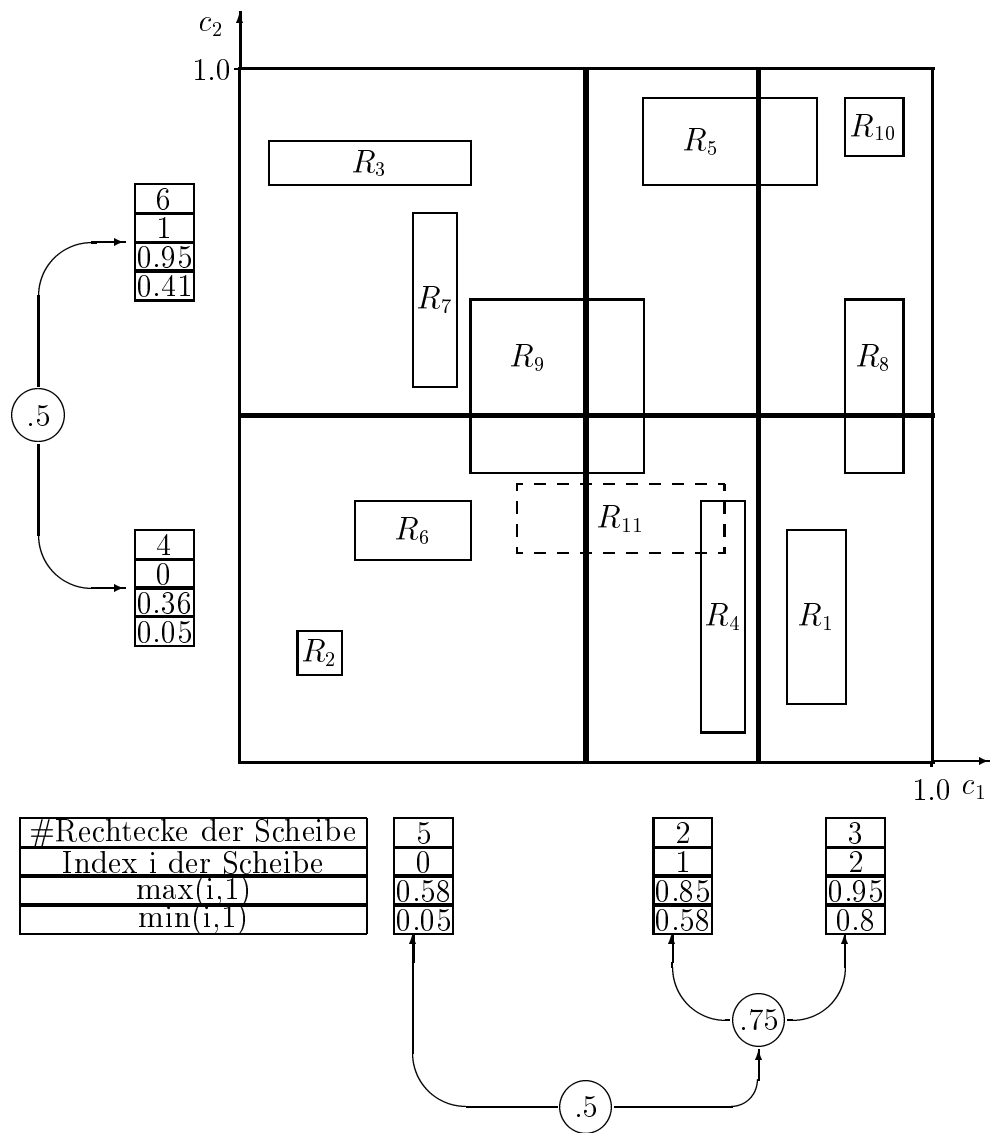 c₂
1.0
R₅
R₁₀
R₃
6
1
0.95
0.41
R₇
R₉
R₈
.5
R₁₁
R₆
4
0
0.36
0.05
R₄
R₁
R₂
1.0 c₁
#Rechtecke der Scheibe 5 2 3
Index i der Scheibe 0 1 2
max(i,1) 0.58 0.85 0.95
min(i,1) 0.05 0.58 0.8
.75
.5